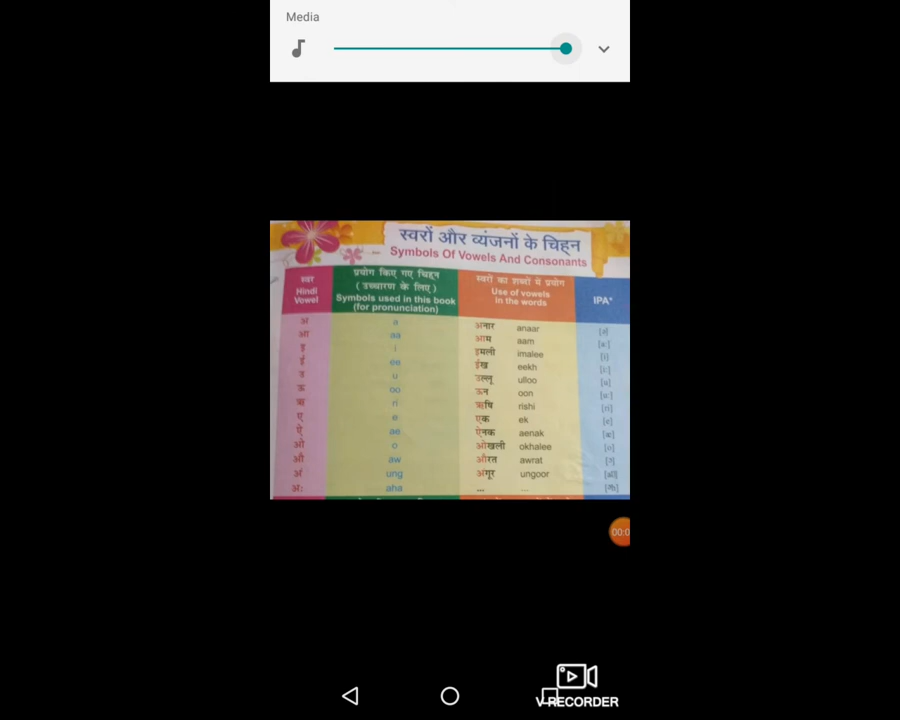 Media
स्वरों और व्यंजनों के चिह्न
Symbols Of Vowels And Consonants
स्वर
Hindi
Vowel
प्रयोग किए गए चिह्न
( उच्चारण के लिए )
Symbols used in this book
(for pronunciation)
स्वरों का शब्दों में प्रयोग
Use of vowels
in the words
IPA*
अ a अनार anaar
आ aa आम aam [a:]
इ i इमली imalee [i]
ई ee ईख eekh [i:]
उ u उल्लू ulloo [u]
ऊ oo ऊन oon [u:]
ऋ ri ऋषि rishi [ri]
ए e एक ek [e]
ऐ ae ऐनक aenak [æ]
ओ o ओखली okhalee
औ aw औरत awrat
अं ung अंगूर ungoor
अः aha ... ...
00:0
V RECORDER